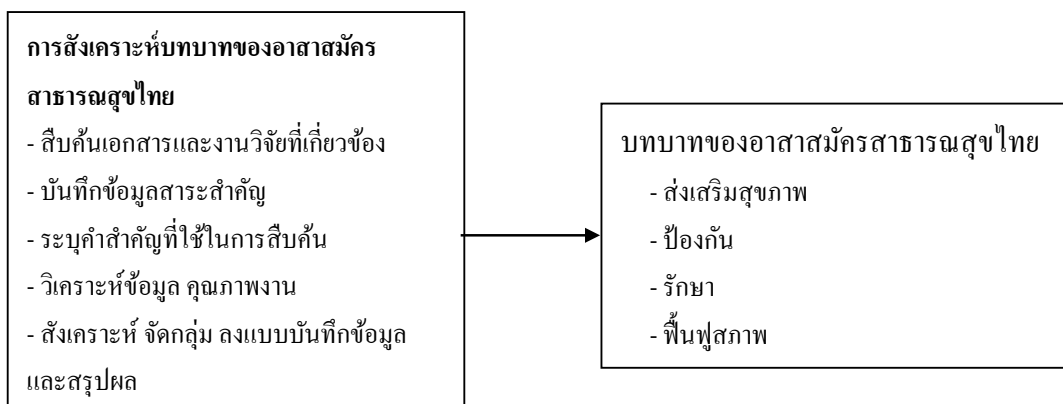 การสังเคราะห์บทบาทของอาสาสมัคร
สาธารณสุขไทย
- สืบค้นเอกสารและงานวิจัยที่เกี่ยวข้อง
- บันทึกข้อมูลสาระสำคัญ
- ระบุคำสำคัญที่ใช้ในการสืบค้น
- วิเคราะห์ข้อมูล คุณภาพงาน
- สังเคราะห์ จัดกลุ่ม ลงแบบบันทึกข้อมูล
และสรุปผล
บทบาทของอาสาสมัครสาธารณสุขไทย
- ส่งเสริมสุขภาพ
- ป้องกัน
- รักษา
- ฟื้นฟูสภาพ